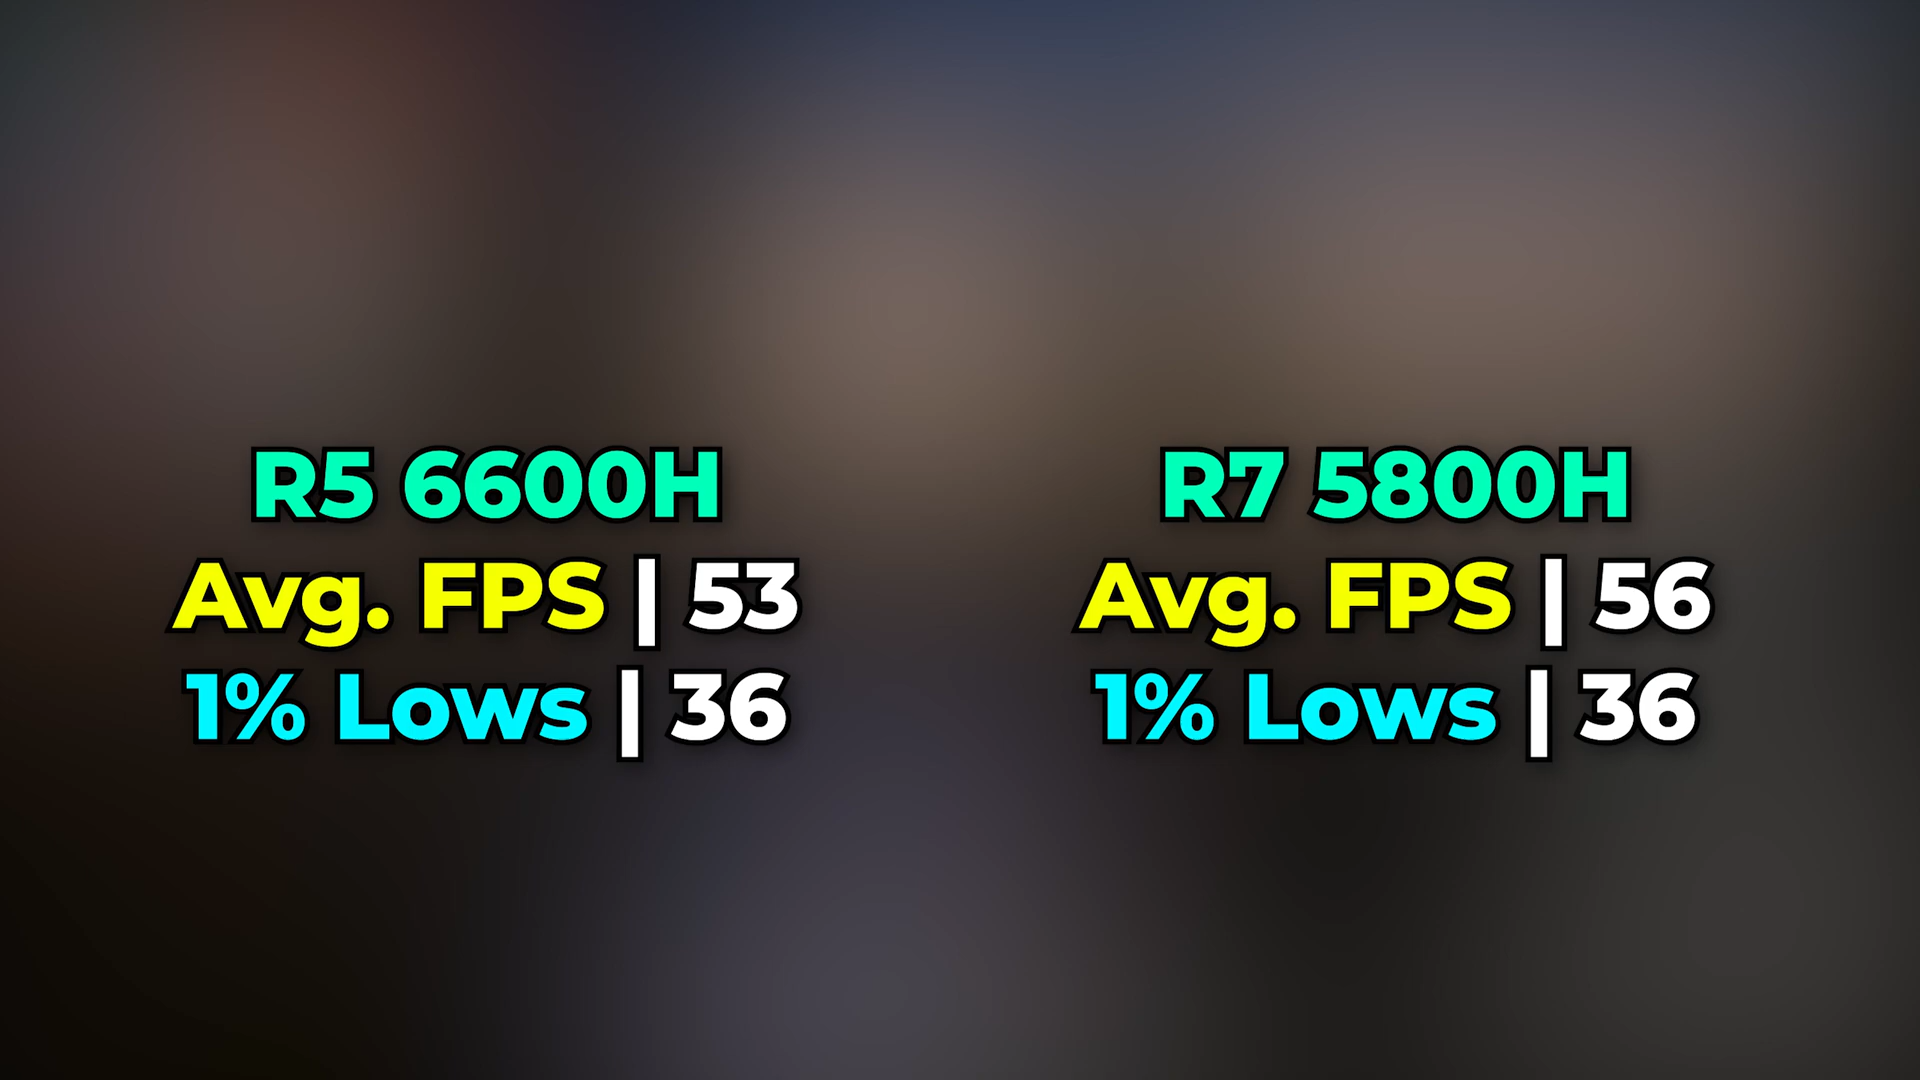 R5 6600H
Avg. FPS | 53
1% Lows | 36
R7 5800H
Avg. FPS | 56
1% Lows | 36